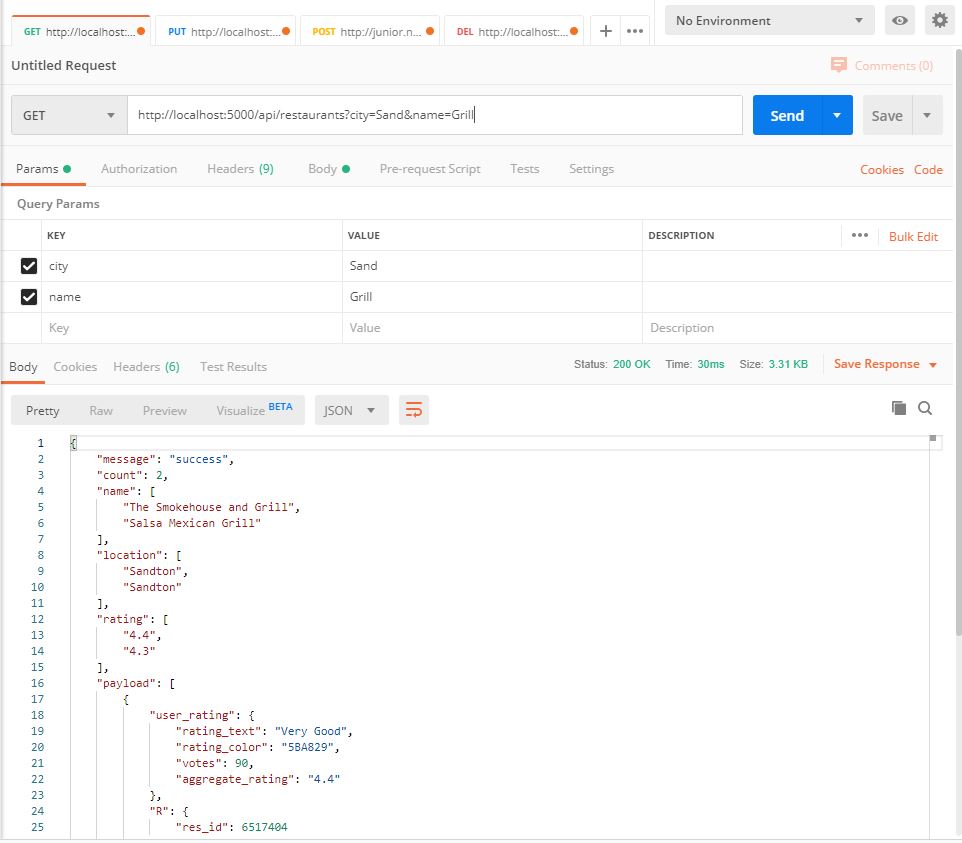 GET http://localhost:... PUT http://localhost:... POST http://junior.n... DEL http://localhost:... + ••• No Environment
Untitled Request Comments (0)
GET http://localhost:5000/api/restaurants?city=Sand&name=Grill Send Save
Params Authorization Headers (9) Body Pre-request Script Tests Settings Cookies Code
Query Params
KEY VALUE DESCRIPTION ••• Bulk Edit
city Sand
name Grill
Key Value Description
Body Cookies Headers (6) Test Results Status: 200 OK Time: 30ms Size: 3.31 KB Save Response
Pretty Raw Preview Visualize BETA JSON
1 {
2 "message": "success",
3 "count": 2,
4 "name": [
5 "The Smokehouse and Grill",
6 "Salsa Mexican Grill"
7 ],
8 "location": [
9 "Sandton",
10 "Sandton"
11 ],
12 "rating": [
13 "4.4",
14 "4.3"
15 ],
16 "payload": [
17 {
18 "user_rating": {
19 "rating_text": "Very Good",
20 "rating_color": "5BA829",
21 "votes": 90,
22 "aggregate_rating": "4.4"
23 },
24 "R": {
25 "res_id": 6517404